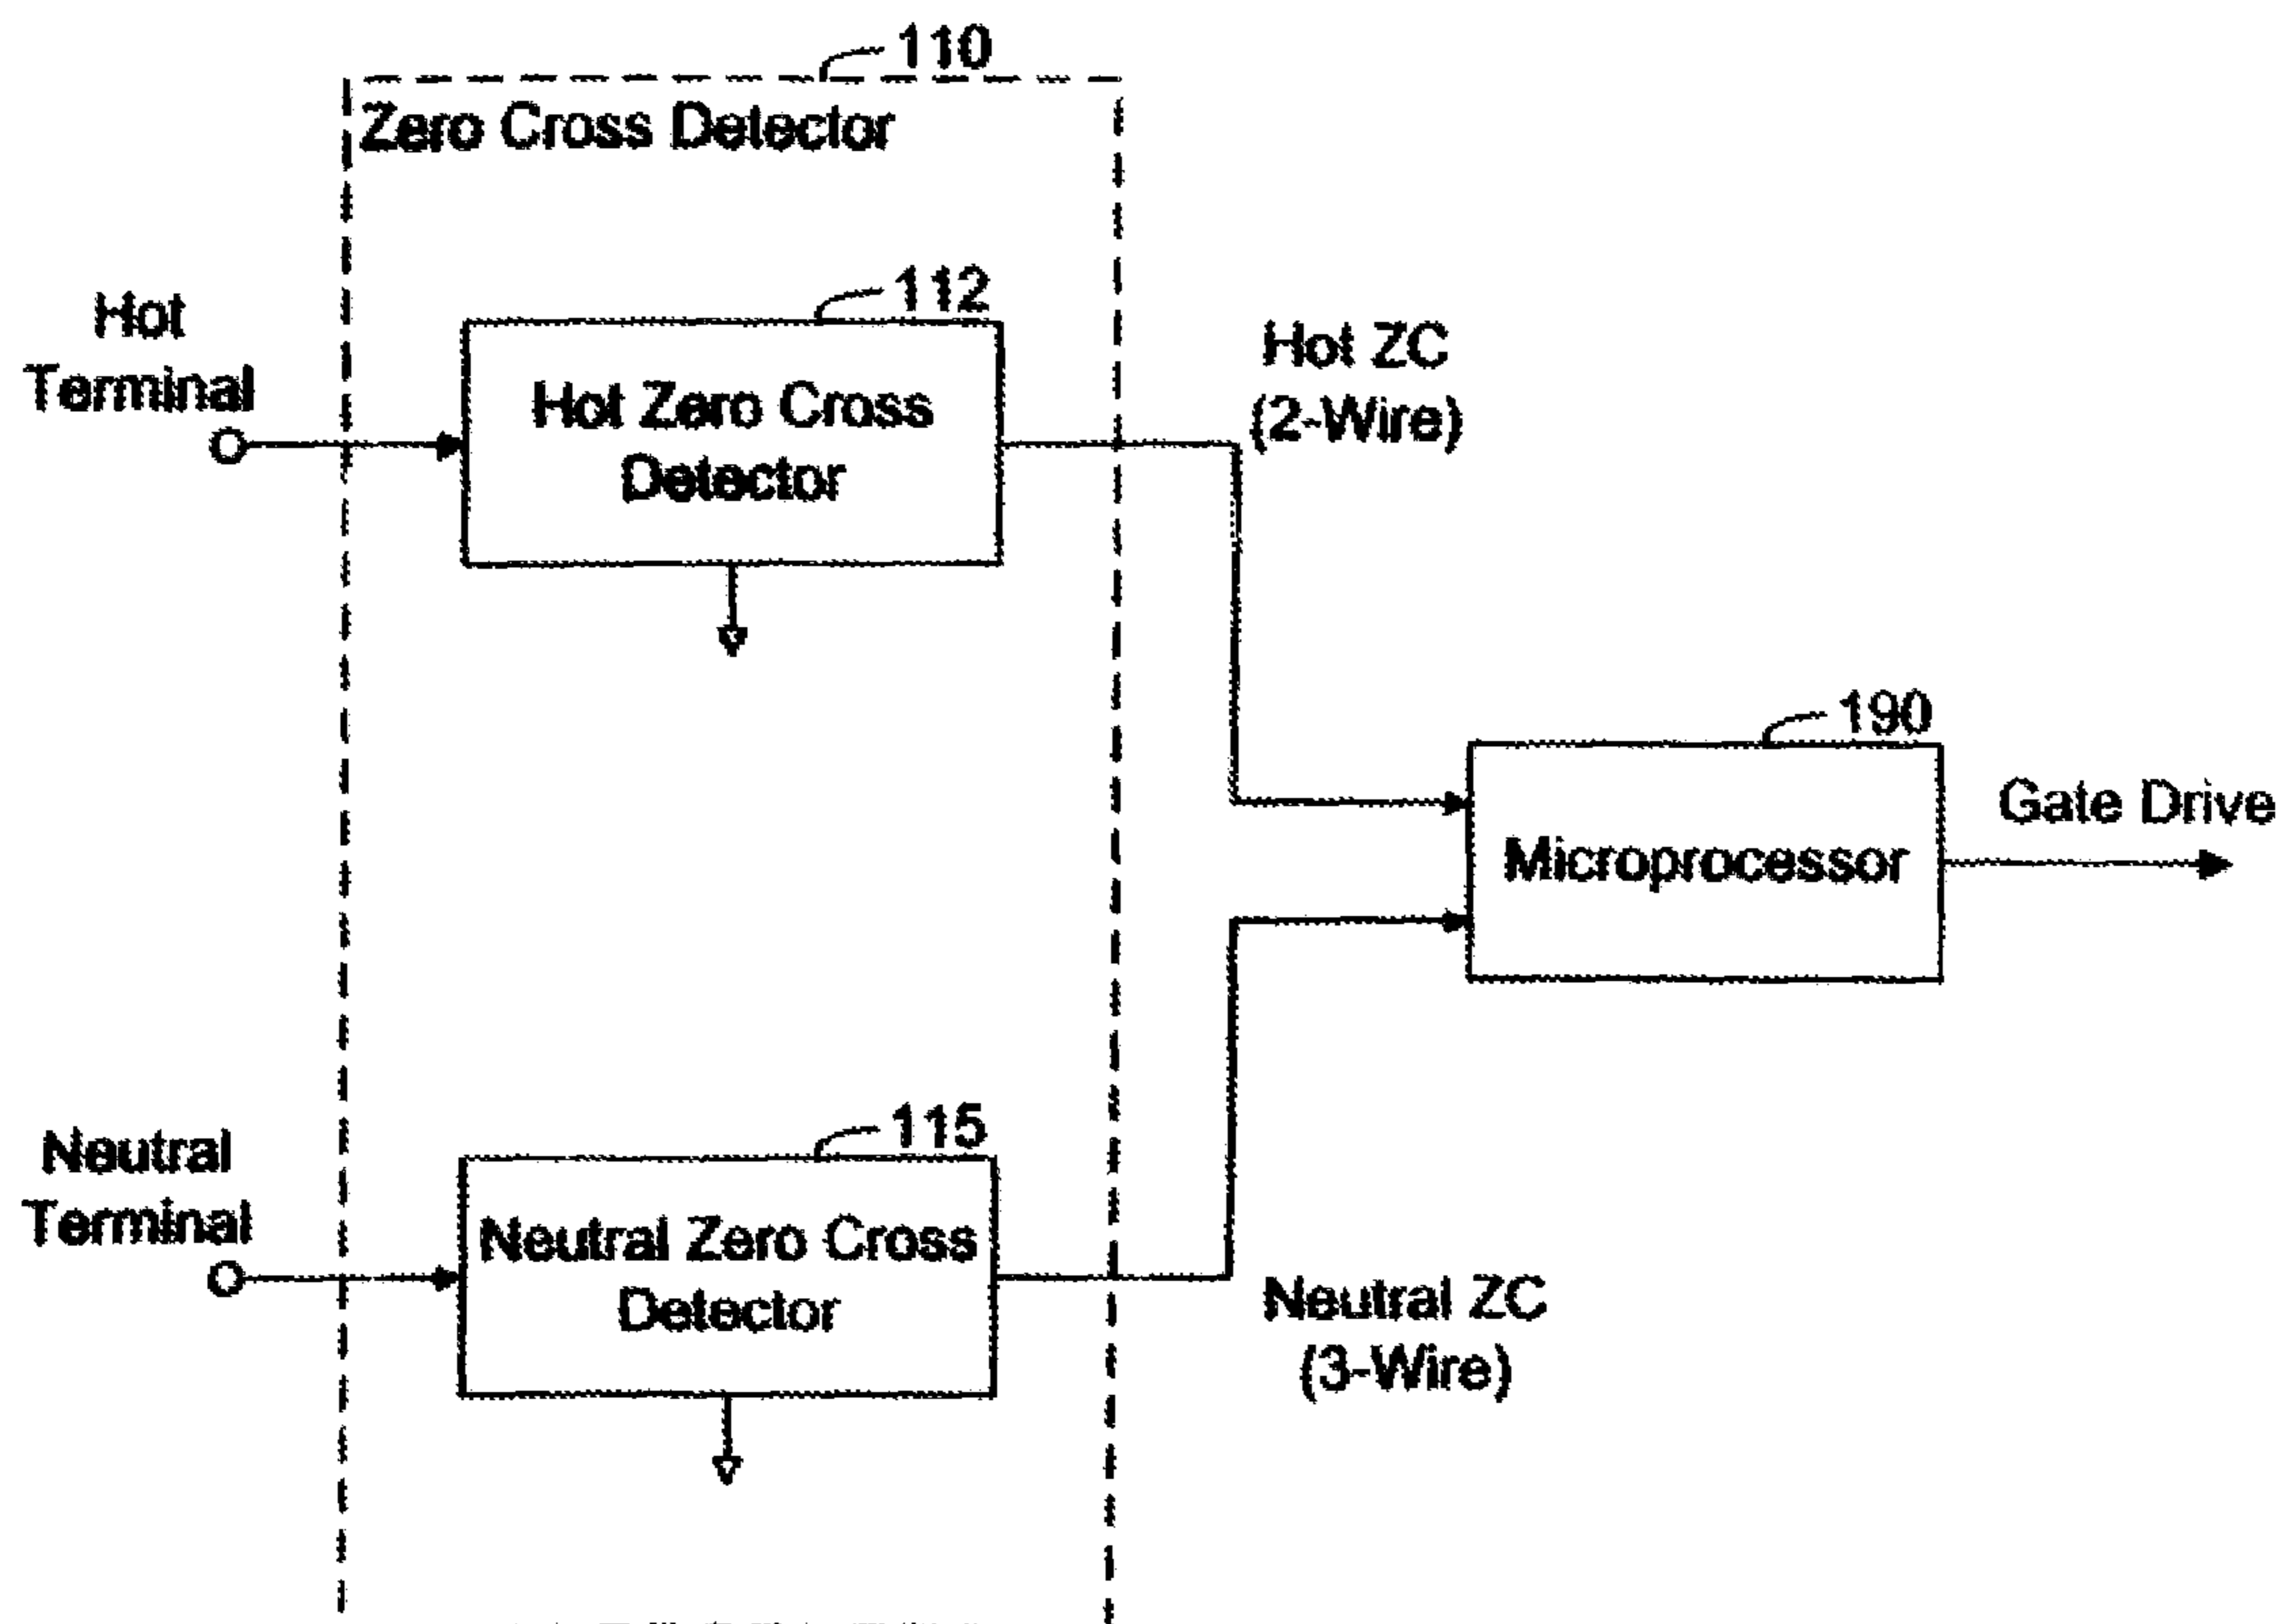 110
Zero Cross Detector
112
Hot
Terminal
Hot Zero Cross
Detector
Hot ZC
(2-Wire)
190
Microprocessor
Gate Drive
115
Neutral
Terminal
Neutral Zero Cross
Detector
Neutral ZC
(3-Wire)